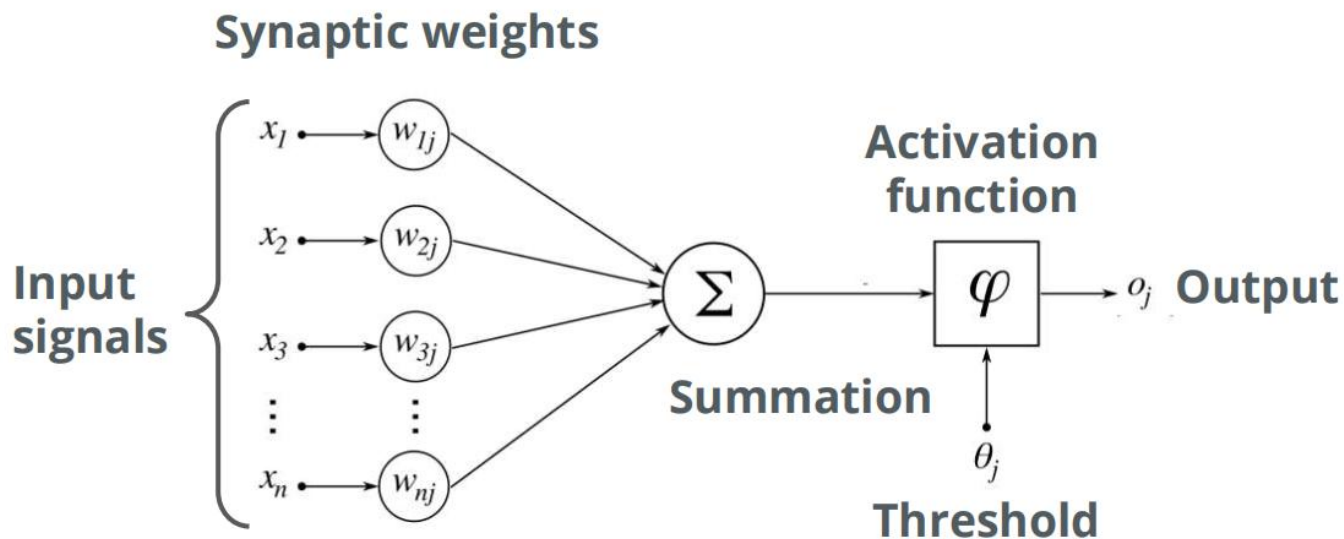 Synaptic weights
x₁ w₁ⱼ
Activation
function
x₂ w₂ⱼ
Input
signals
Σ φ oⱼ Output
x₃ w₃ⱼ
Summation
⋮ ⋮
θⱼ
xₙ wₙⱼ
Threshold